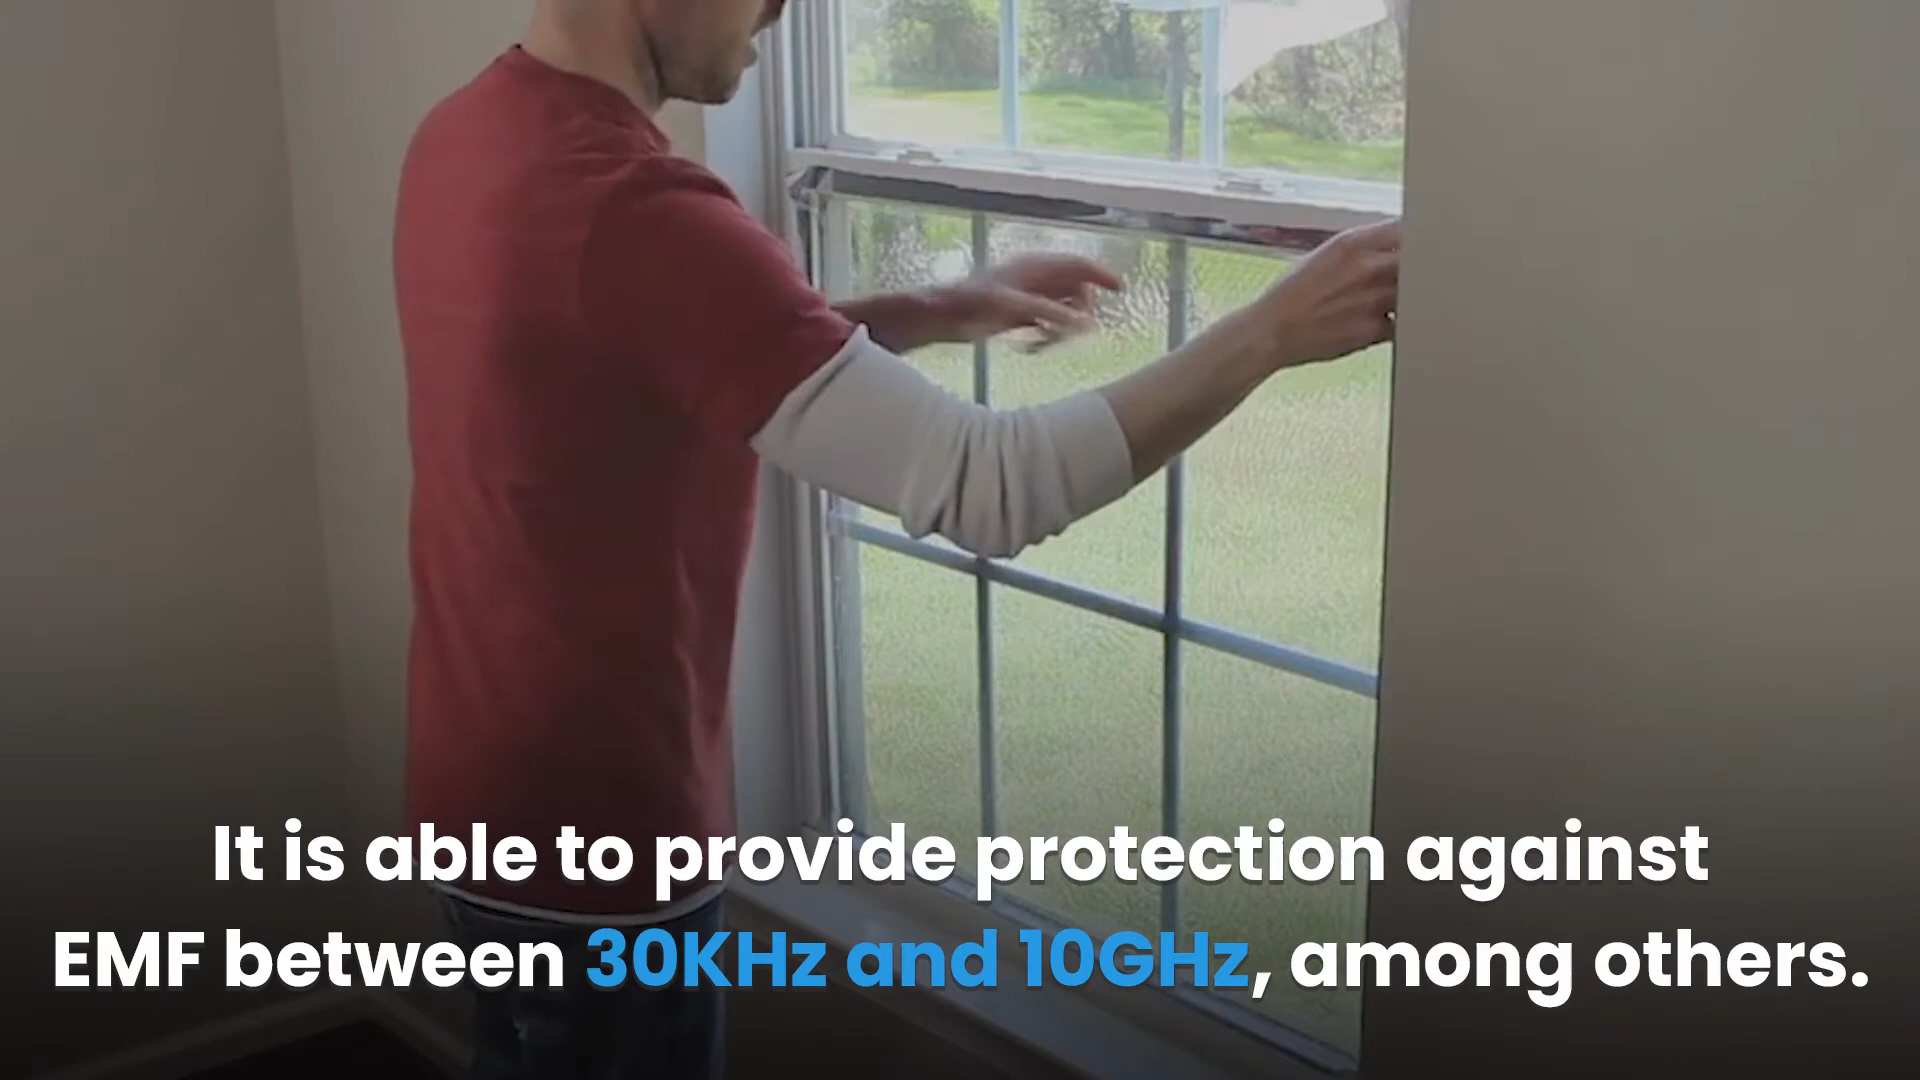 It is able to provide protection against
EMF between 30KHz and 10GHz, among others.